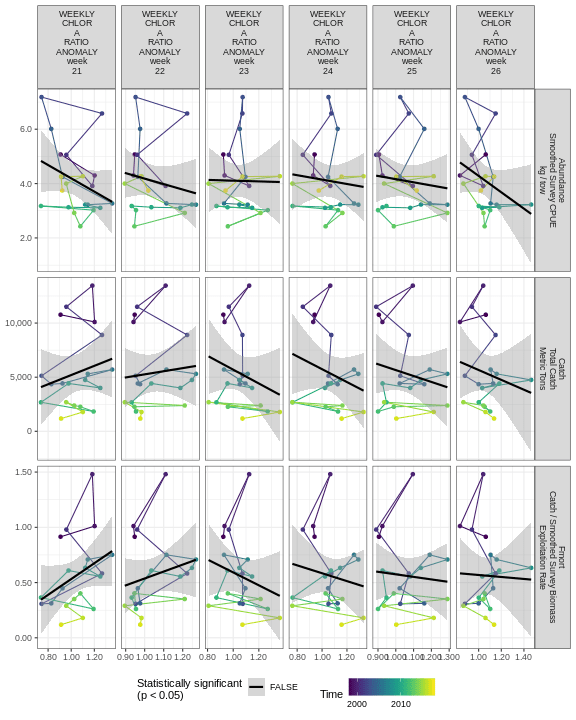 WEEKLY
CHLOR
A
RATIO
ANOMALY
week
21
WEEKLY
CHLOR
A
RATIO
ANOMALY
week
22
WEEKLY
CHLOR
A
RATIO
ANOMALY
week
23
WEEKLY
CHLOR
A
RATIO
ANOMALY
week
24
WEEKLY
CHLOR
A
RATIO
ANOMALY
week
25
WEEKLY
CHLOR
A
RATIO
ANOMALY
week
26
6.0
4.0
2.0
Abundance
Smoothed Survey CPUE
kg / tow
10,000
5,000
0
Catch
Total Catch
Metric Tons
1.50
1.00
0.50
0.00
Fmort
Catch / Smoothed Survey Biomass
Exploitation Rate
0.80 1.00 1.20
0.90 1.00 1.10 1.20
0.80 1.00 1.20
0.80 1.00 1.20
0.90 1.00 1.10 1.20 1.30
1.00 1.20 1.40
Statistically significant
(p < 0.05)
FALSE
Time
2000 2010